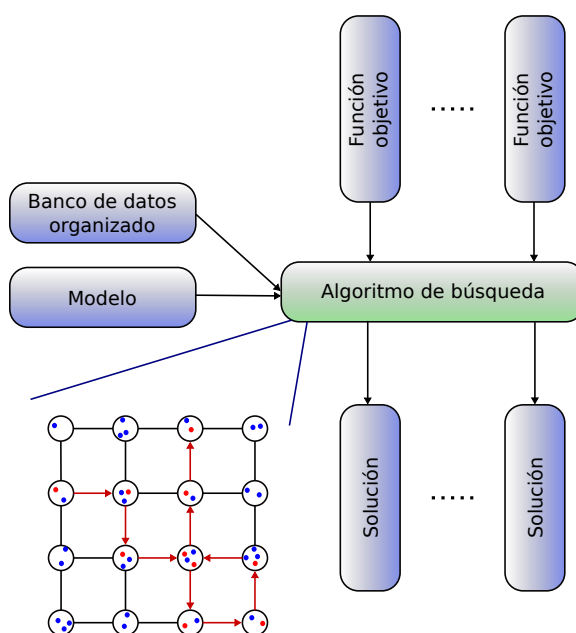 Función
objetivo
.....
Función
objetivo
Banco de datos
organizado
Modelo
Algoritmo de búsqueda
Solución
.....
Solución